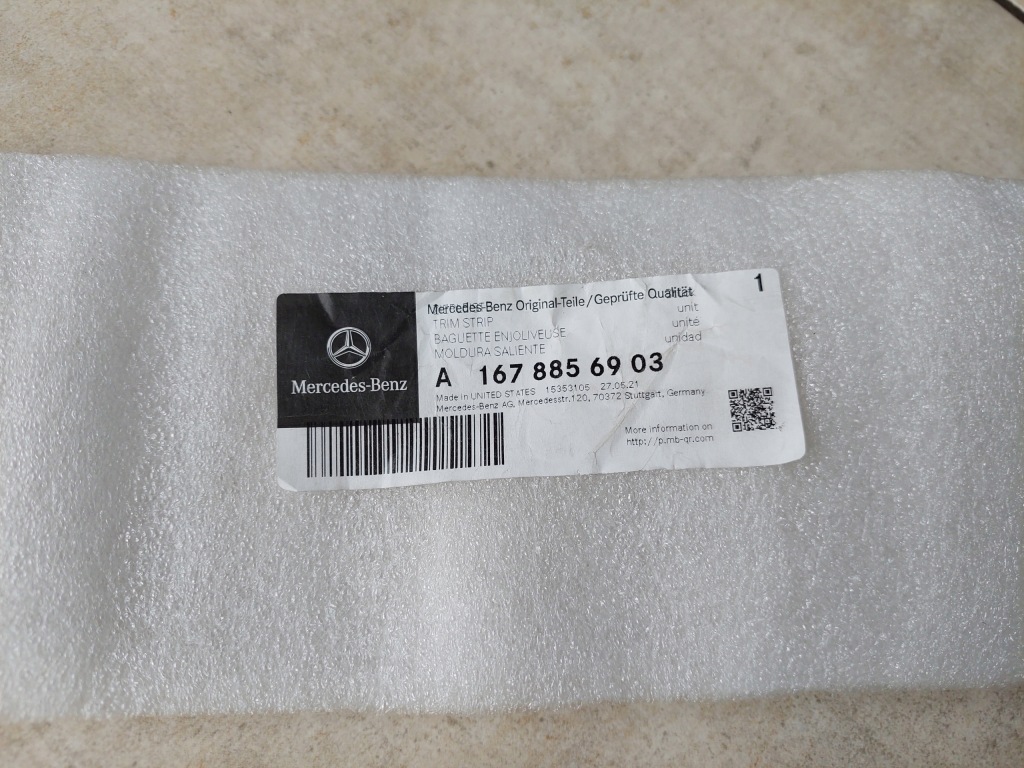 Mercedes-Benz
Mercedes-Benz Original-Teile/Geprüfte Qualität
1
TRIM STRIP
unit
BAGUETTE ENJOLIVEUSE
unite
MOLDURA SALIENTE
unidad
A 167 885 69 03
Made in UNITED STATES 15353105 27.05.21
Mercedes-Benz AG, Mercedesstr.120, 70372 Stuttgart, Germany
More information on
http://p.mb-qr.com